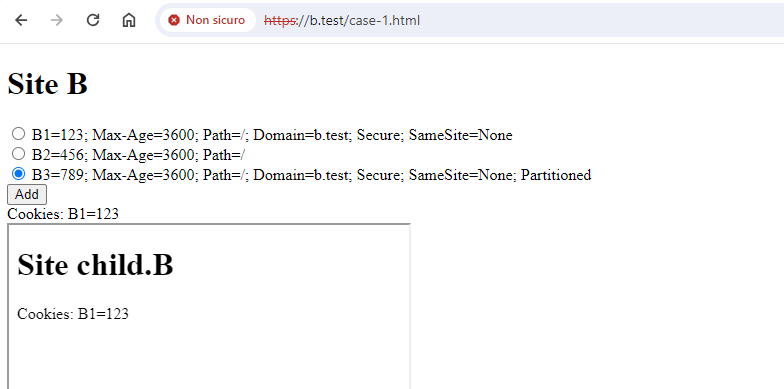 Non sicuro https://b.test/case-1.html
Site B
B1=123; Max-Age=3600; Path=/; Domain=b.test; Secure; SameSite=None
B2=456; Max-Age=3600; Path=/
B3=789; Max-Age=3600; Path=/; Domain=b.test; Secure; SameSite=None; Partitioned
Add
Cookies: B1=123
Site child.B
Cookies: B1=123